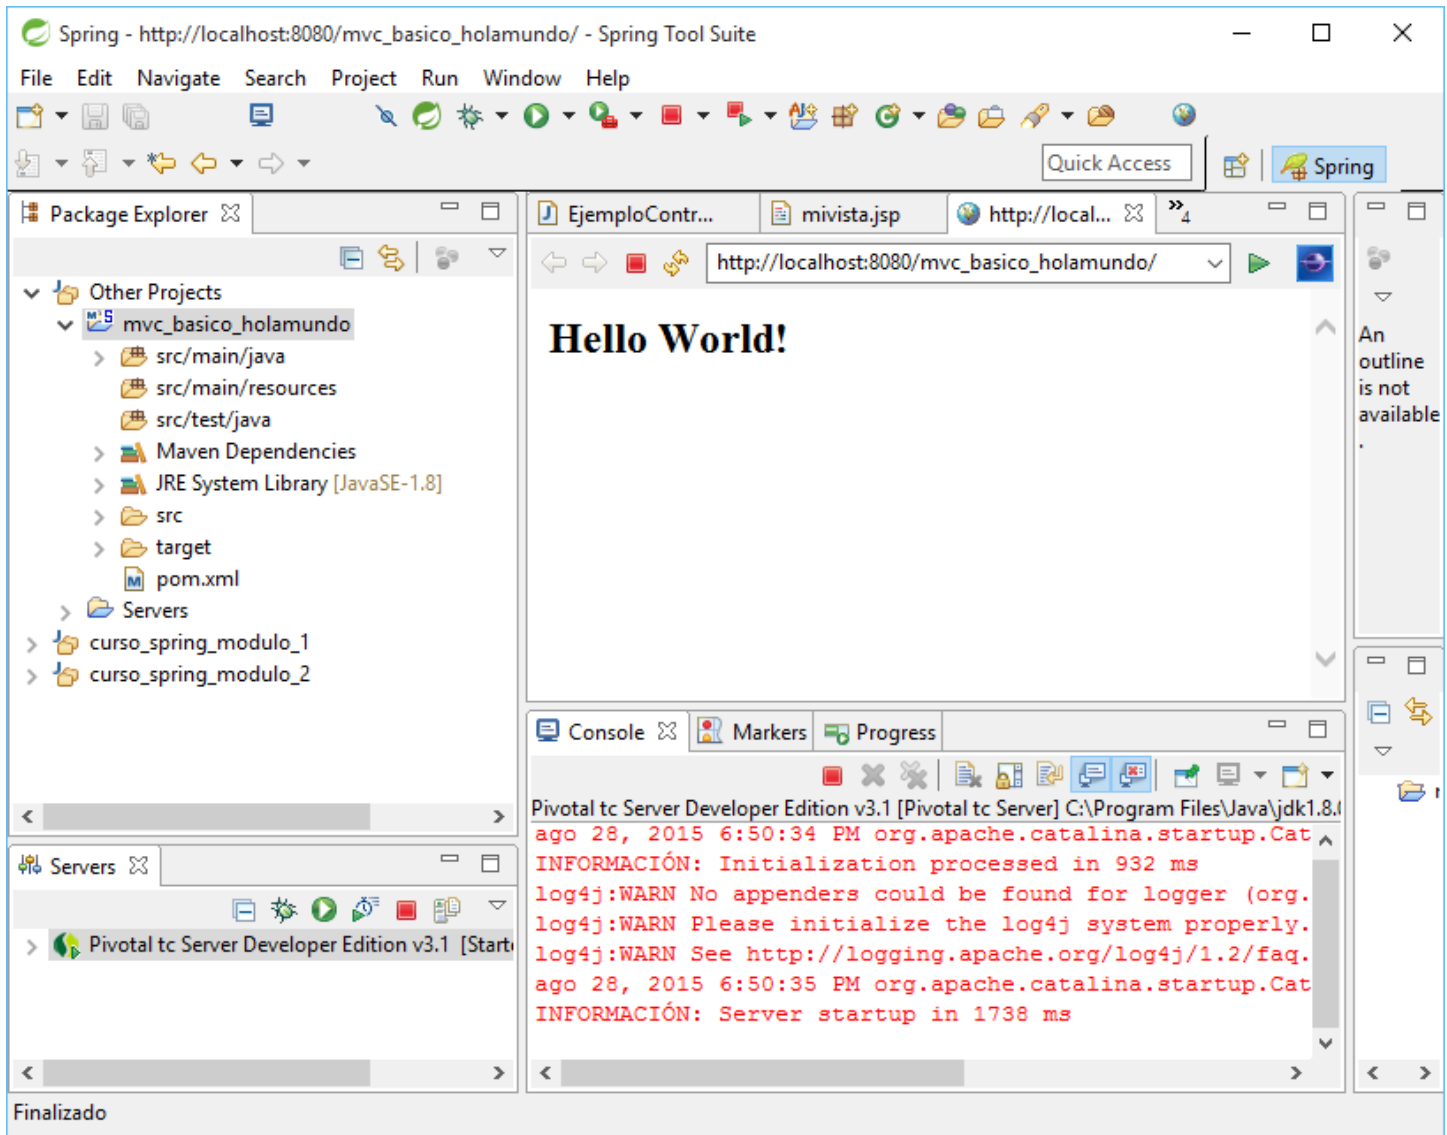 Spring - http://localhost:8080/mvc_basico_holamundo/ - Spring Tool Suite
File Edit Navigate Search Project Run Window Help
Quick Access
Spring
Package Explorer
Other Projects
mvc_basico_holamundo
src/main/java
src/main/resources
src/test/java
Maven Dependencies
JRE System Library [JavaSE-1.8]
src
target
pom.xml
Servers
curso_spring_modulo_1
curso_spring_modulo_2
Servers
Pivotal tc Server Developer Edition v3.1 [Starte
EjemploContr... mivista.jsp http://local... »4
http://localhost:8080/mvc_basico_holamundo/
Hello World!
Console Markers Progress
Pivotal tc Server Developer Edition v3.1 [Pivotal tc Server] C:\Program Files\Java\jdk1.8.0
ago 28, 2015 6:50:34 PM org.apache.catalina.startup.Cat
INFORMACIÓN: Initialization processed in 932 ms
log4j:WARN No appenders could be found for logger (org.
log4j:WARN Please initialize the log4j system properly.
log4j:WARN See http://logging.apache.org/log4j/1.2/faq.
ago 28, 2015 6:50:35 PM org.apache.catalina.startup.Cat
INFORMACIÓN: Server startup in 1738 ms
An
outline
is not
available
.
Finalizado